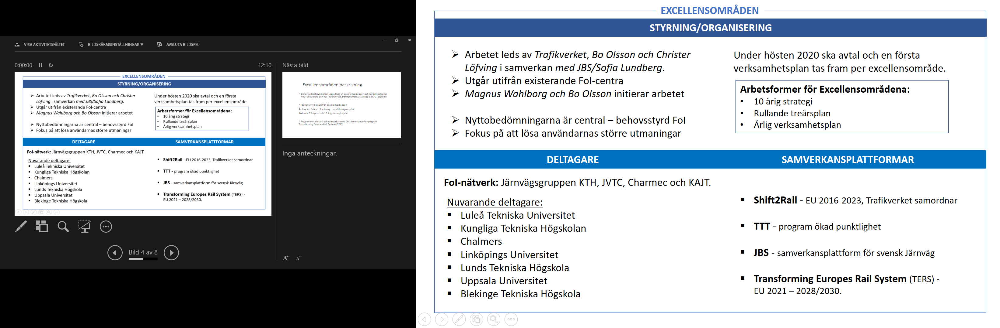 VISA AKTIVITETSFÄLTET
BILDSKÄRMSINSTÄLLNINGAR ▾
AVSLUTA BILDSPEL
0:00:00
12:10
EXCELLENSOMRÅDEN
STYRNING/ORGANISERING
➢ Arbetet leds av Trafikverket, Bo Olsson och Christer
Löfving i samverkan med JBS/Sofia Lundberg.
➢ Utgår utifrån existerande FoI-centra
➢ Magnus Wahlborg och Bo Olsson initierar arbetet
➢ Nyttobedömningarna är central – behovsstyrd FoI
➢ Fokus på att lösa användarnas större utmaningar
Under hösten 2020 ska avtal och en första
verksamhetsplan tas fram per excellensområde.
Arbetsformer för Excellensområdena:
• 10 årig strategi
• Rullande treårsplan
• Årlig verksamhetsplan
DELTAGARE
FoI-nätverk: Järnvägsgruppen KTH, JVTC, Charmec och KAJT.
Nuvarande deltagare:
▪ Luleå Tekniska Universitet
▪ Kungliga Tekniska Högskolan
▪ Chalmers
▪ Linköpings Universitet
▪ Lunds Tekniska Högskola
▪ Uppsala Universitet
▪ Blekinge Tekniska Högskola
SAMVERKANSPLATTFORMAR
▪ Shift2Rail - EU 2016-2023, Trafikverket samordnar
▪ TTT - program ökad punktlighet
▪ JBS - samverkansplattform för svensk Järnväg
▪ Transforming Europes Rail System (TERS) -
EU 2021 – 2028/2030.
Bild 4 av 8
Nästa bild
Excellensområden beskrivning
• En första beskrivning har tagits fram av excellensområden och kontaktpersoner
hos FoI utförare och hos Trafikverket. Pdf dokument utskickad till KAJT styrelse.
• Behovsstyrd foi utifrån Excellensområden
Årsklocka: Behov – forskning – uppföljning/resultat
Rullande 3 årsplan och 10 årig strategisk plan
* Programmet deltar i och samverkar med EU:s kommandeFoI-program
Transforming Europes Rail System (TERS)
Inga anteckningar.
A A
EXCELLENSOMRÅDEN
STYRNING/ORGANISERING
➢ Arbetet leds av Trafikverket, Bo Olsson och Christer
Löfving i samverkan med JBS/Sofia Lundberg.
➢ Utgår utifrån existerande FoI-centra
➢ Magnus Wahlborg och Bo Olsson initierar arbetet
➢ Nyttobedömningarna är central – behovsstyrd FoI
➢ Fokus på att lösa användarnas större utmaningar
Under hösten 2020 ska avtal och en första
verksamhetsplan tas fram per excellensområde.
Arbetsformer för Excellensområdena:
• 10 årig strategi
• Rullande treårsplan
• Årlig verksamhetsplan
DELTAGARE
FoI-nätverk: Järnvägsgruppen KTH, JVTC, Charmec och KAJT.
Nuvarande deltagare:
▪ Luleå Tekniska Universitet
▪ Kungliga Tekniska Högskolan
▪ Chalmers
▪ Linköpings Universitet
▪ Lunds Tekniska Högskola
▪ Uppsala Universitet
▪ Blekinge Tekniska Högskola
SAMVERKANSPLATTFORMAR
▪ Shift2Rail - EU 2016-2023, Trafikverket samordnar
▪ TTT - program ökad punktlighet
▪ JBS - samverkansplattform för svensk Järnväg
▪ Transforming Europes Rail System (TERS) -
EU 2021 – 2028/2030.